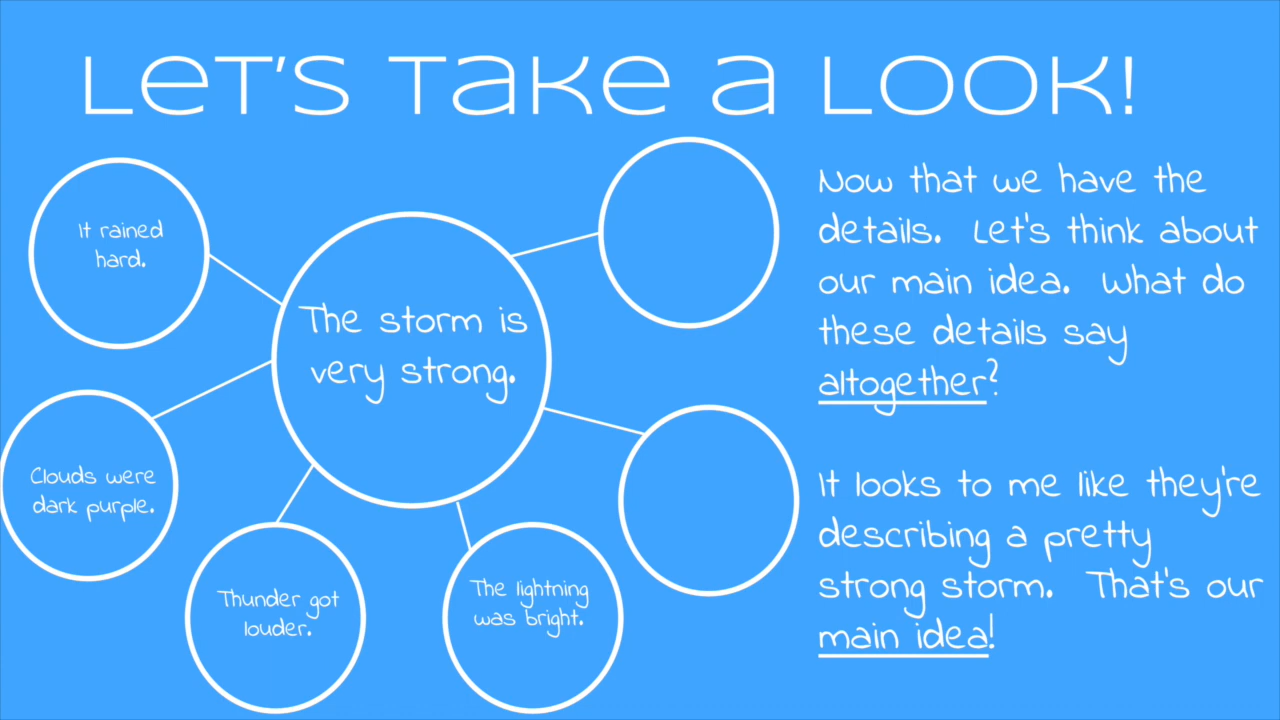 Let's Take a Look!
It rained
hard.
The storm is
very strong.
Clouds were
dark purple.
Thunder got
louder.
The lightning
was bright.
Now that we have the
details. Let's think about
our main idea. What do
these details say
altogether?
It looks to me like they're
describing a pretty
strong storm. That's our
main idea!